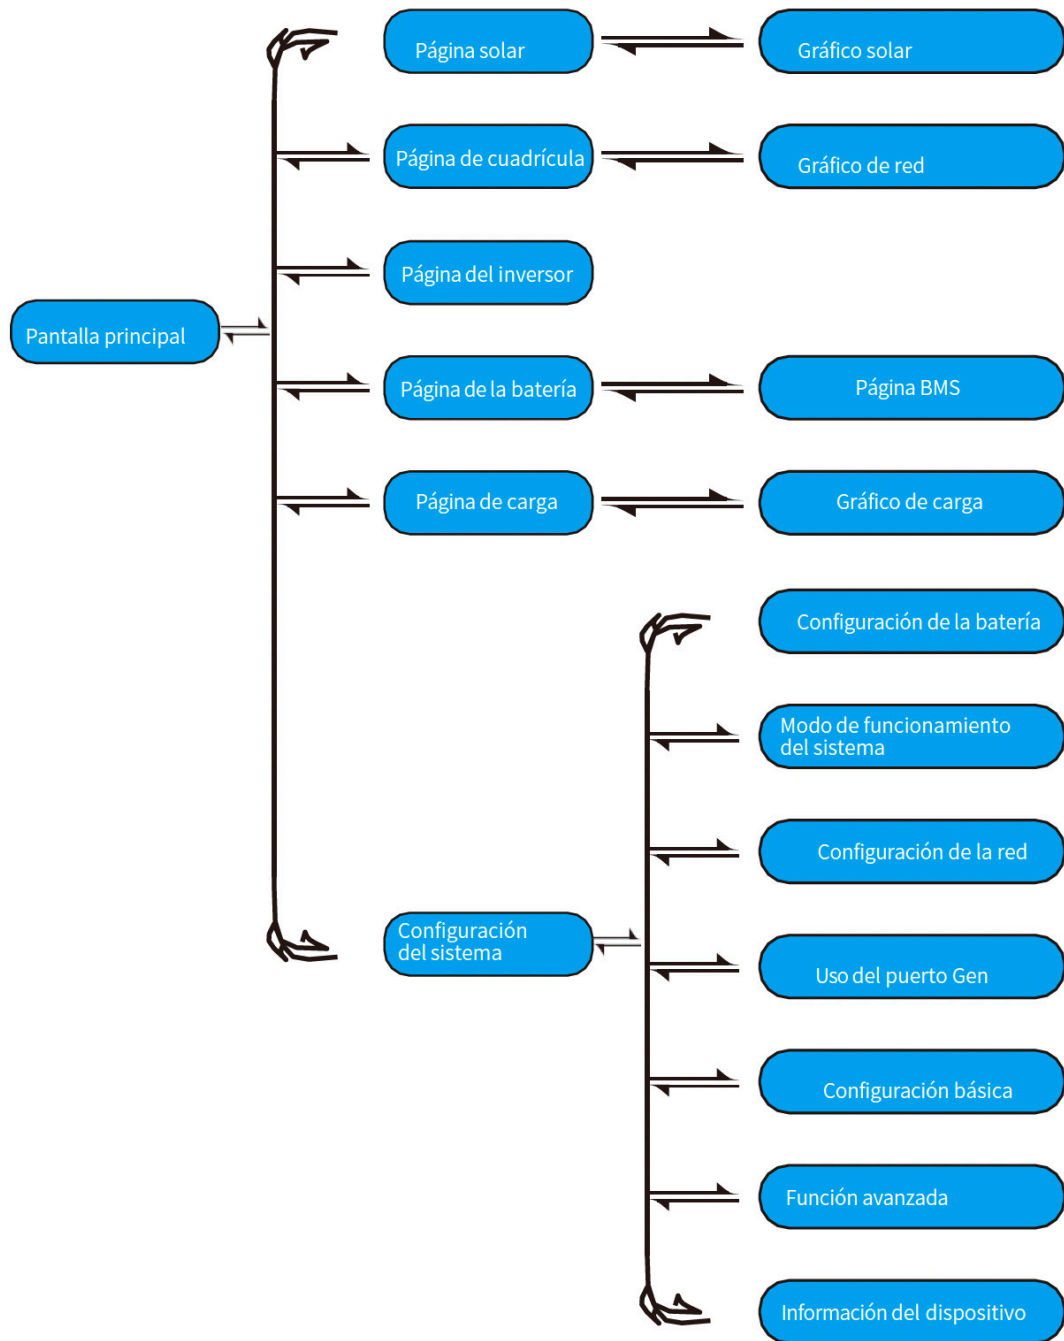 Página solar
Gráfico solar
Página de cuadrícula
Gráfico de red
Página del inversor
Pantalla principal
Página de la batería
Página BMS
Página de carga
Gráfico de carga
Configuración de la batería
Modo de funcionamiento
del sistema
Configuración de la red
Configuración
del sistema
Uso del puerto Gen
Configuración básica
Función avanzada
Información del dispositivo